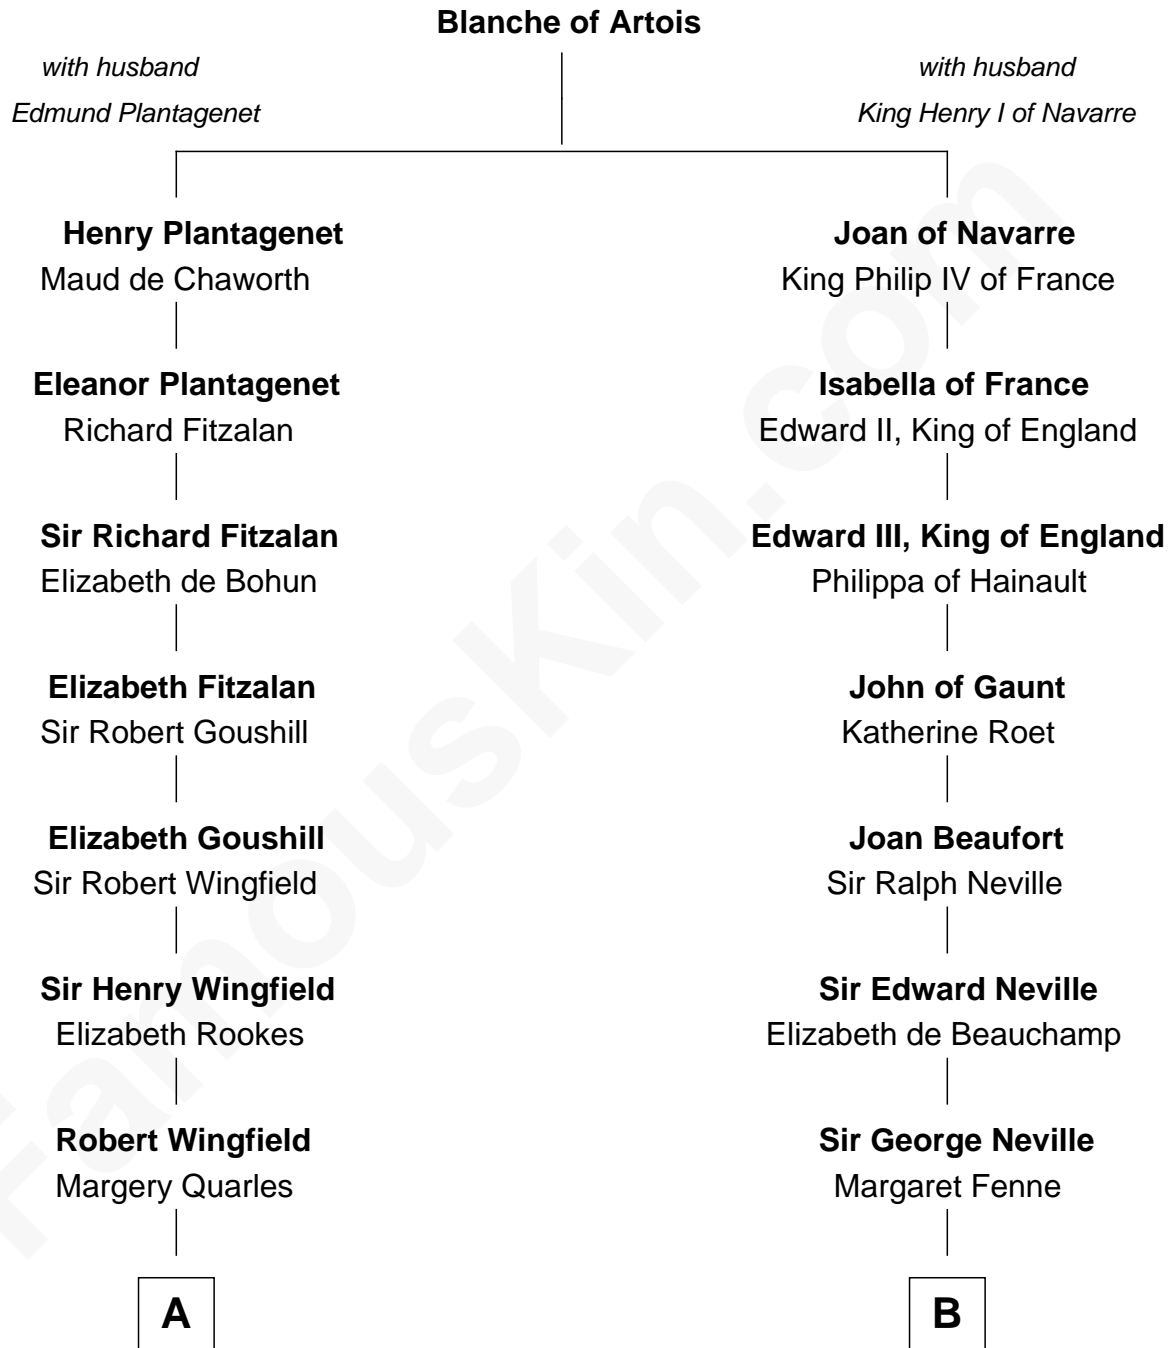 Blanche of Artois
with husband
Edmund Plantagenet
with husband
King Henry I of Navarre
Henry Plantagenet
Maud de Chaworth
Joan of Navarre
King Philip IV of France
Eleanor Plantagenet
Richard Fitzalan
Isabella of France
Edward II, King of England
Sir Richard Fitzalan
Elizabeth de Bohun
Edward III, King of England
Philippa of Hainault
Elizabeth Fitzalan
Sir Robert Goushill
John of Gaunt
Katherine Roet
Elizabeth Goushill
Sir Robert Wingfield
Joan Beaufort
Sir Ralph Neville
Sir Henry Wingfield
Elizabeth Rookes
Sir Edward Neville
Elizabeth de Beauchamp
Robert Wingfield
Margery Quarles
Sir George Neville
Margaret Fenne
A
B
FamousKin.com